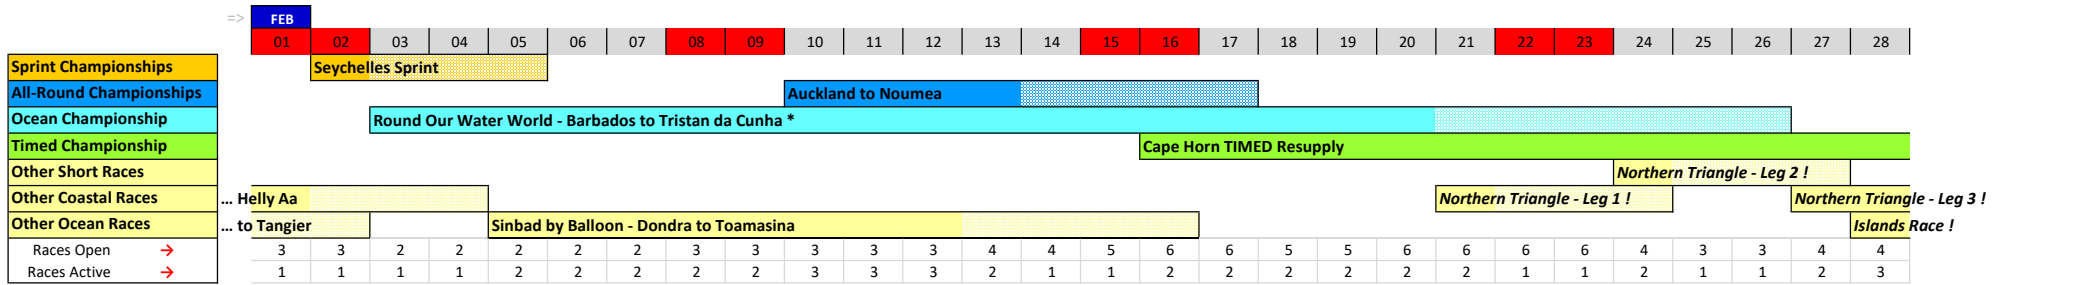 => FEB
01 02 03 04 05 06 07 08 09 10 11 12 13 14 15 16 17 18 19 20 21 22 23 24 25 26 27 28
Sprint Championships Seychelles Sprint
All-Round Championships Auckland to Noumea
Ocean Championship Round Our Water World - Barbados to Tristan da Cunha *
Timed Championship Cape Horn TIMED Resupply
Other Short Races Northern Triangle - Leg 2 !
Other Coastal Races ... Helly Aa Northern Triangle - Leg 1 ! Northern Triangle - Leg 3 !
Other Ocean Races ... to Tangier Sinbad by Balloon - Dondra to Toamasina Islands Race !
Races Open → 3 3 2 2 2 2 2 3 3 3 3 3 4 4 5 6 6 5 5 6 6 6 6 4 3 3 4 4
Races Active → 1 1 1 1 2 2 2 2 2 3 3 3 2 1 1 2 2 2 2 2 2 1 1 2 1 1 2 3